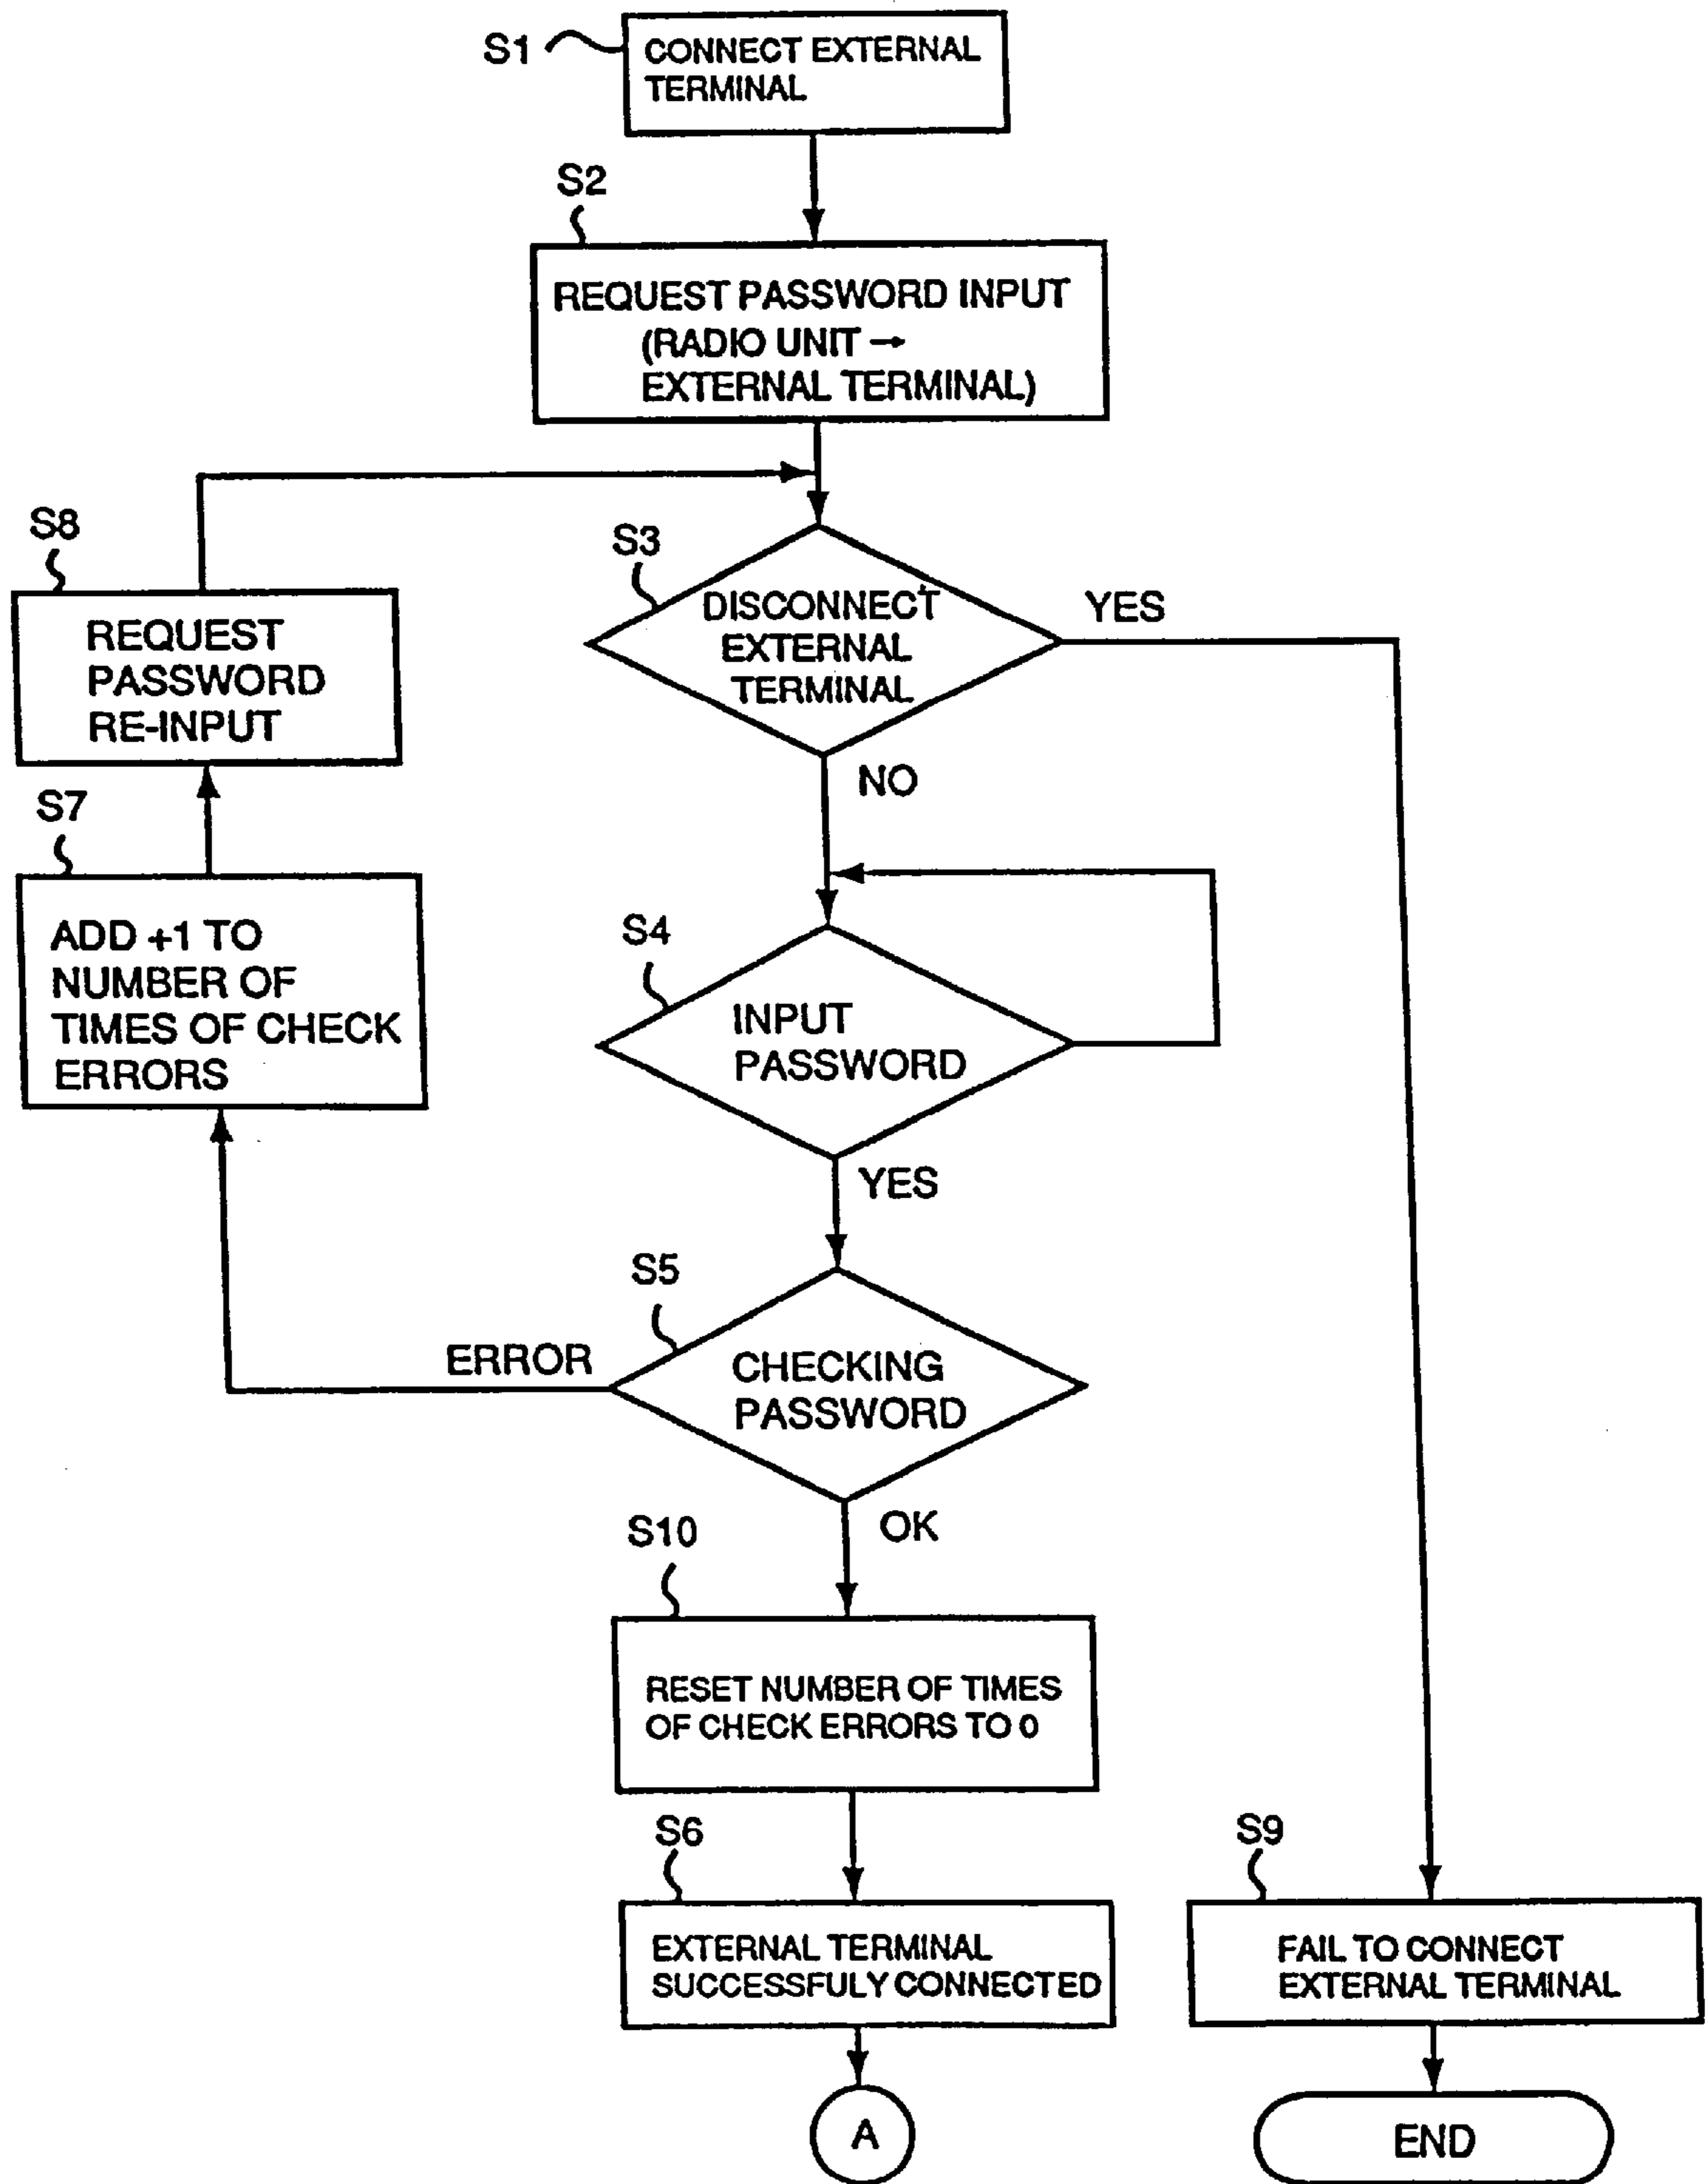 S1
CONNECT EXTERNAL
TERMINAL
S2
REQUEST PASSWORD INPUT
(RADIO UNIT →
EXTERNAL TERMINAL)
S8
REQUEST
PASSWORD
RE-INPUT
S3
DISCONNECT
EXTERNAL
TERMINAL
YES
NO
S7
ADD +1 TO
NUMBER OF
TIMES OF CHECK
ERRORS
S4
INPUT
PASSWORD
YES
S5
CHECKING
PASSWORD
ERROR
OK
S10
RESET NUMBER OF TIMES
OF CHECK ERRORS TO 0
S6
EXTERNAL TERMINAL
SUCCESSFULY CONNECTED
S9
FAIL TO CONNECT
EXTERNAL TERMINAL
A
END